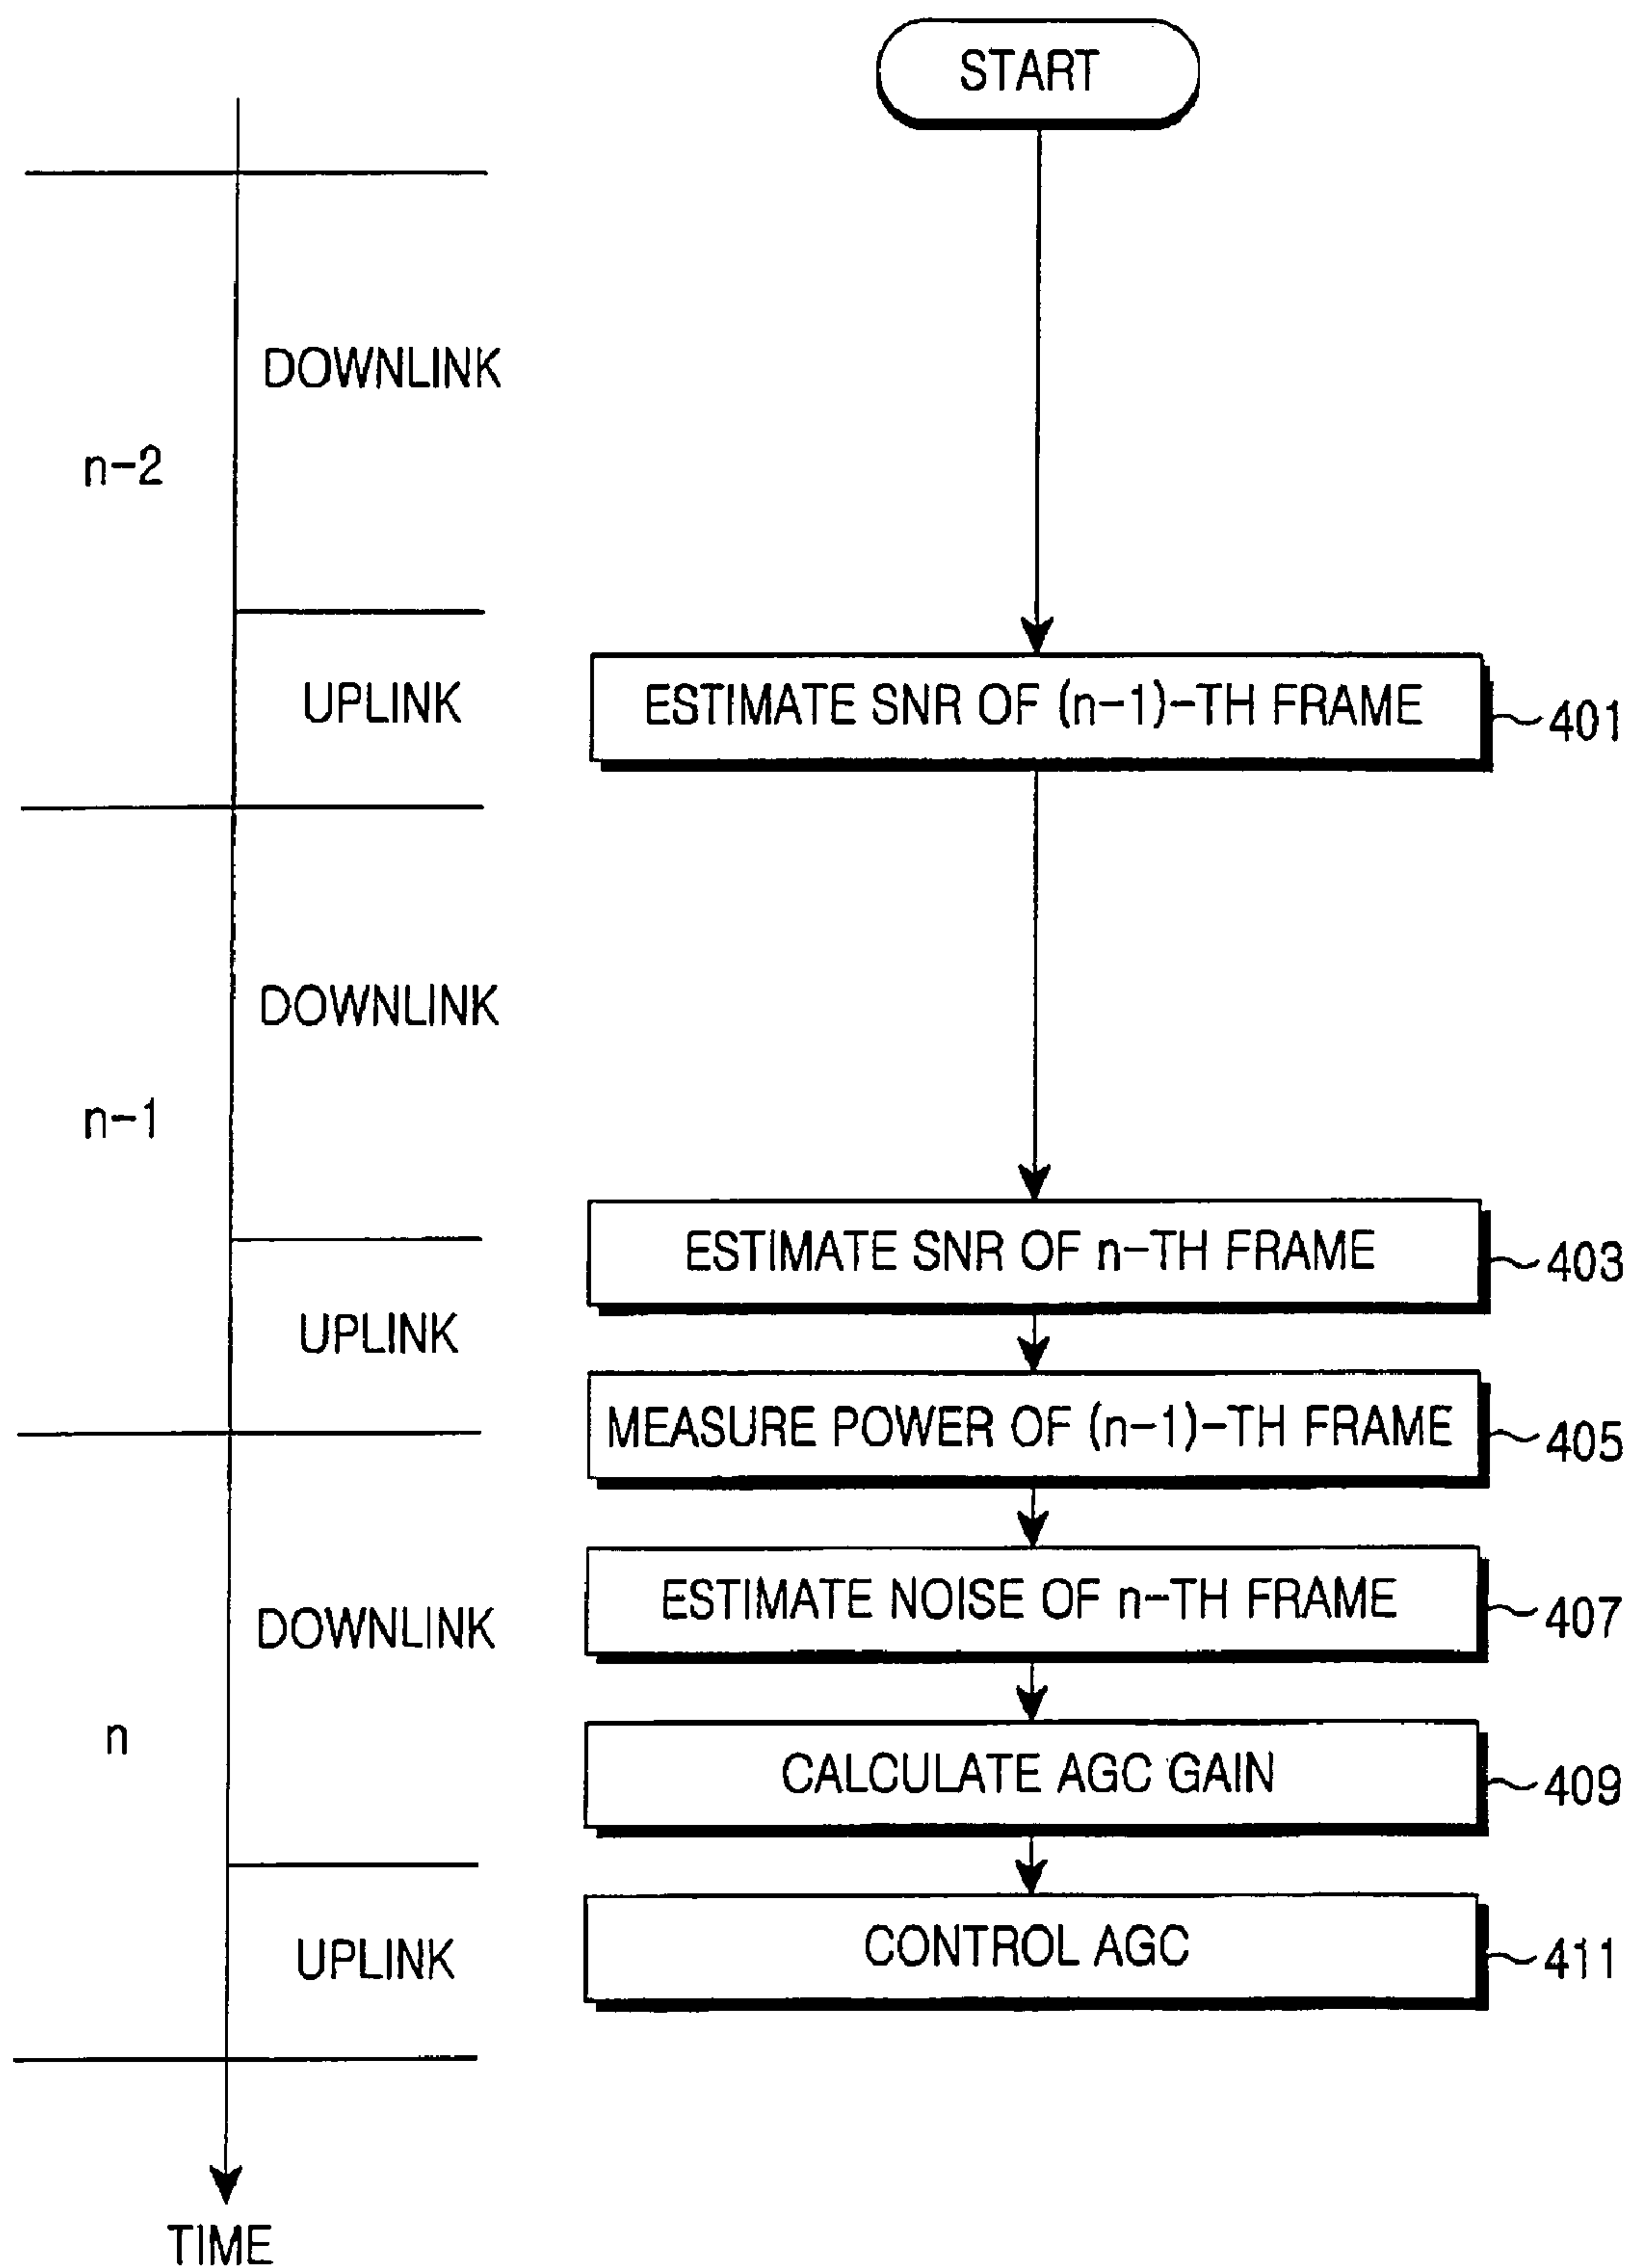 START
DOWNLINK
n-2
UPLINK
ESTIMATE SNR OF (n-1)-TH FRAME
401
DOWNLINK
n-1
ESTIMATE SNR OF n-TH FRAME
403
UPLINK
MEASURE POWER OF (n-1)-TH FRAME
405
ESTIMATE NOISE OF n-TH FRAME
407
DOWNLINK
n
CALCULATE AGC GAIN
409
UPLINK
CONTROL AGC
411
TIME